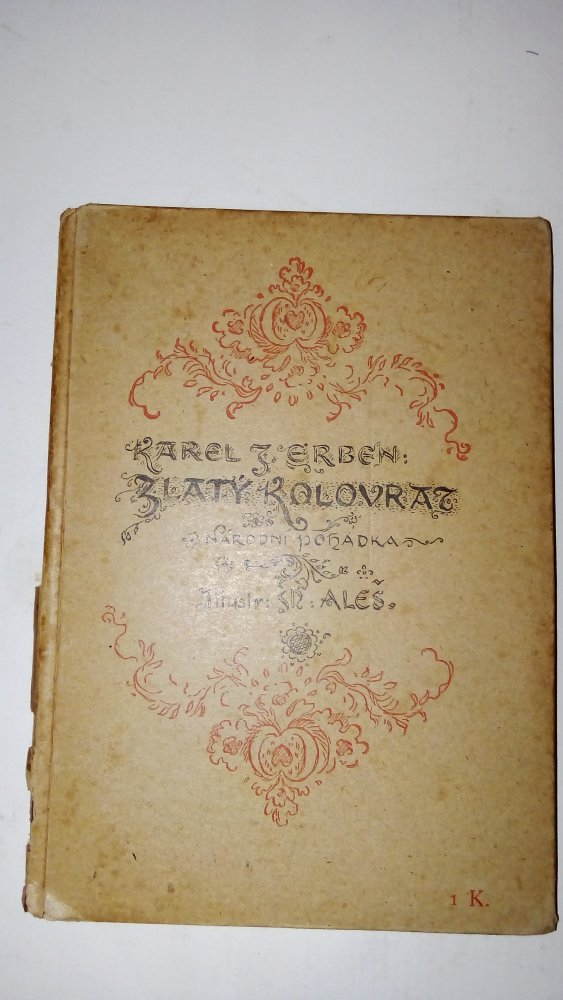 KAREL J. ERBEN:
ZLATÝ KOLOVRAT
NÁRODNÍ POHÁDKA
Illustr: M: ALEŠ.
1 K.